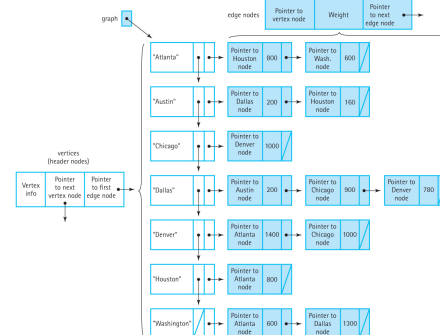 graph
edge nodes
Pointer to
vertex node
Weight
Pointer
to next
edge node
"Atlanta"
Pointer to
Houston
node
800
Pointer to
Wash.
node
600
"Austin"
Pointer to
Dallas
node
200
Pointer to
Houston
node
160
"Chicago"
Pointer to
Denver
node
1000
vertices
(header nodes)
Vertex
info
Pointer
to next
vertex node
Pointer
to first
edge node
"Dallas"
Pointer to
Austin
node
200
Pointer to
Chicago
node
900
Pointer to
Denver
node
780
"Denver"
Pointer to
Atlanta
node
1400
Pointer to
Chicago
node
1000
"Houston"
Pointer to
Atlanta
node
800
"Washington"
Pointer to
Atlanta
node
600
Pointer to
Dallas
node
1300